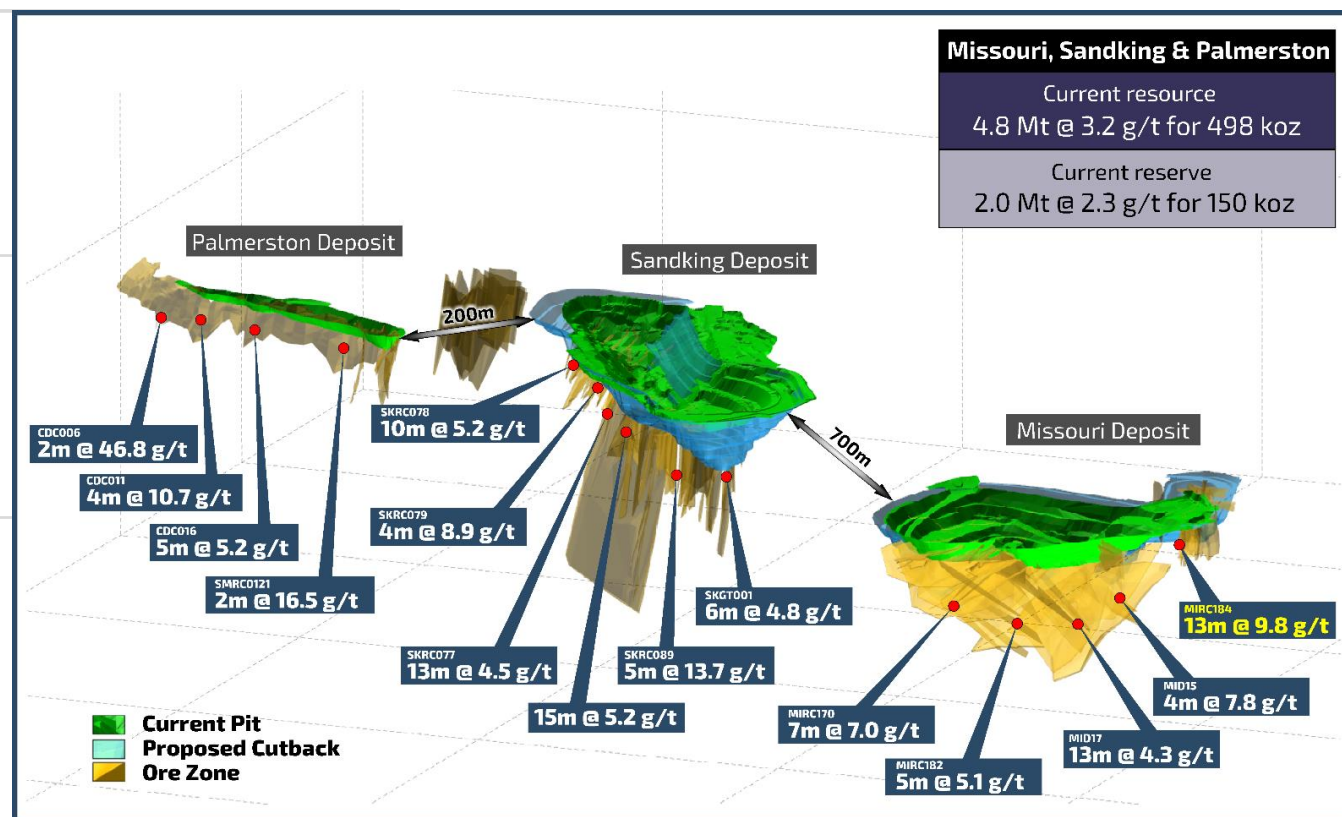 Missouri, Sandking & Palmerston
Current resource
4.8 Mt @ 3.2 g/t for 498 koz
Current reserve
2.0 Mt @ 2.3 g/t for 150 koz
Palmerston Deposit
Sandking Deposit
Missouri Deposit
200m
700m
CDC006
2m @ 46.8 g/t
CDC011
4m @ 10.7 g/t
CDC016
5m @ 5.2 g/t
SMRC0121
2m @ 16.5 g/t
SKRC078
10m @ 5.2 g/t
SKRC079
4m @ 8.9 g/t
SKRC077
13m @ 4.5 g/t
15m @ 5.2 g/t
SKRC089
5m @ 13.7 g/t
SKGT001
6m @ 4.8 g/t
MIRC170
7m @ 7.0 g/t
MIRC182
5m @ 5.1 g/t
MID17
13m @ 4.3 g/t
MID15
4m @ 7.8 g/t
MIRC184
13m @ 9.8 g/t
Current Pit
Proposed Cutback
Ore Zone